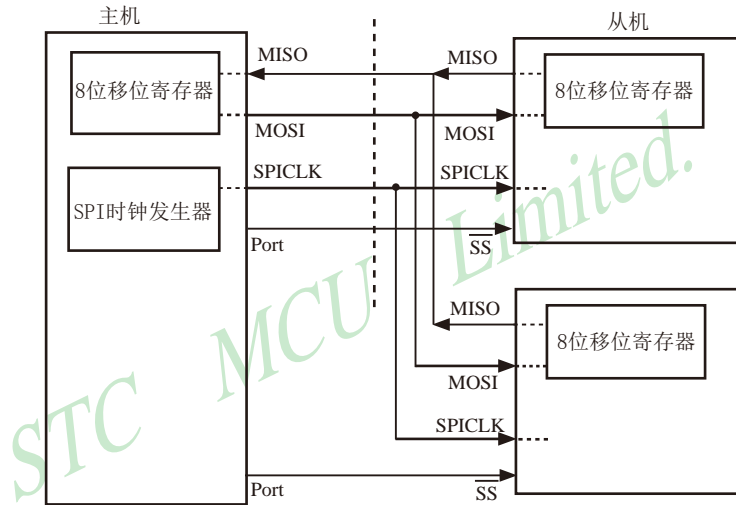 主机
从机
MISO
MISO
8位移位寄存器
8位移位寄存器
MOSI
MOSI
SPICLK
SPICLK
SPI时钟发生器
Port
SS
MISO
8位移位寄存器
MOSI
SPICLK
Port
SS
STC MCU Limited.